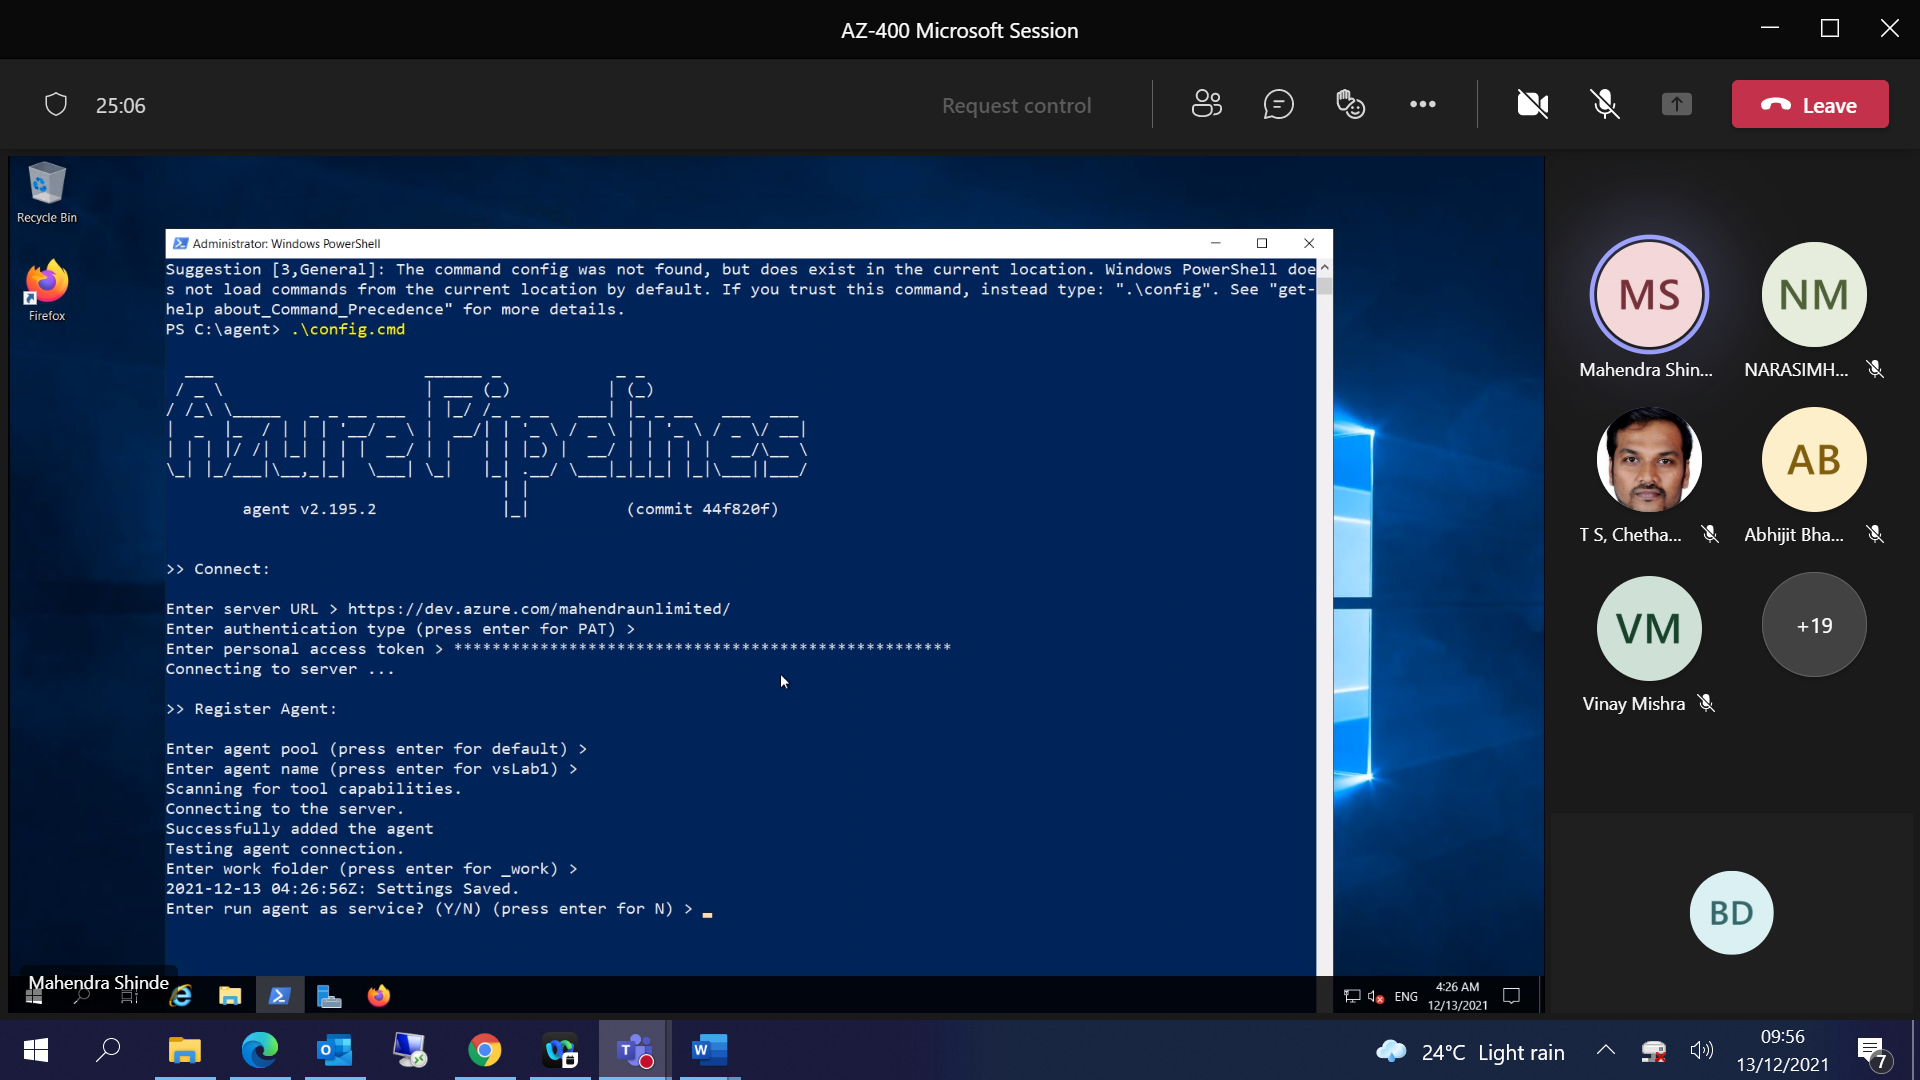 AZ-400 Microsoft Session
25:06
Request control
Leave
Recycle Bin
Firefox
Administrator: Windows PowerShell
Suggestion [3,General]: The command config was not found, but does exist in the current location. Windows PowerShell doe
s not load commands from the current location by default. If you trust this command, instead type: ".\config". See "get-
help about_Command_Precedence" for more details.
PS C:\agent> .\config.cmd
AzurePipelines
agent v2.195.2 (commit 44f820f)
>> Connect:
Enter server URL > https://dev.azure.com/mahendraunlimited/
Enter authentication type (press enter for PAT) >
Enter personal access token > ****************************************************
Connecting to server ...
>> Register Agent:
Enter agent pool (press enter for default) >
Enter agent name (press enter for vsLab1) >
Scanning for tool capabilities.
Connecting to the server.
Successfully added the agent
Testing agent connection.
Enter work folder (press enter for _work) >
2021-12-13 04:26:56Z: Settings Saved.
Enter run agent as service? (Y/N) (press enter for N) >
Mahendra Shinde
ENG
4:26 AM
12/13/2021
MS
Mahendra Shin...
NM
NARASIMH...
T S, Chetha...
AB
Abhijit Bha...
VM
Vinay Mishra
+19
BD
24°C Light rain
09:56
13/12/2021
7